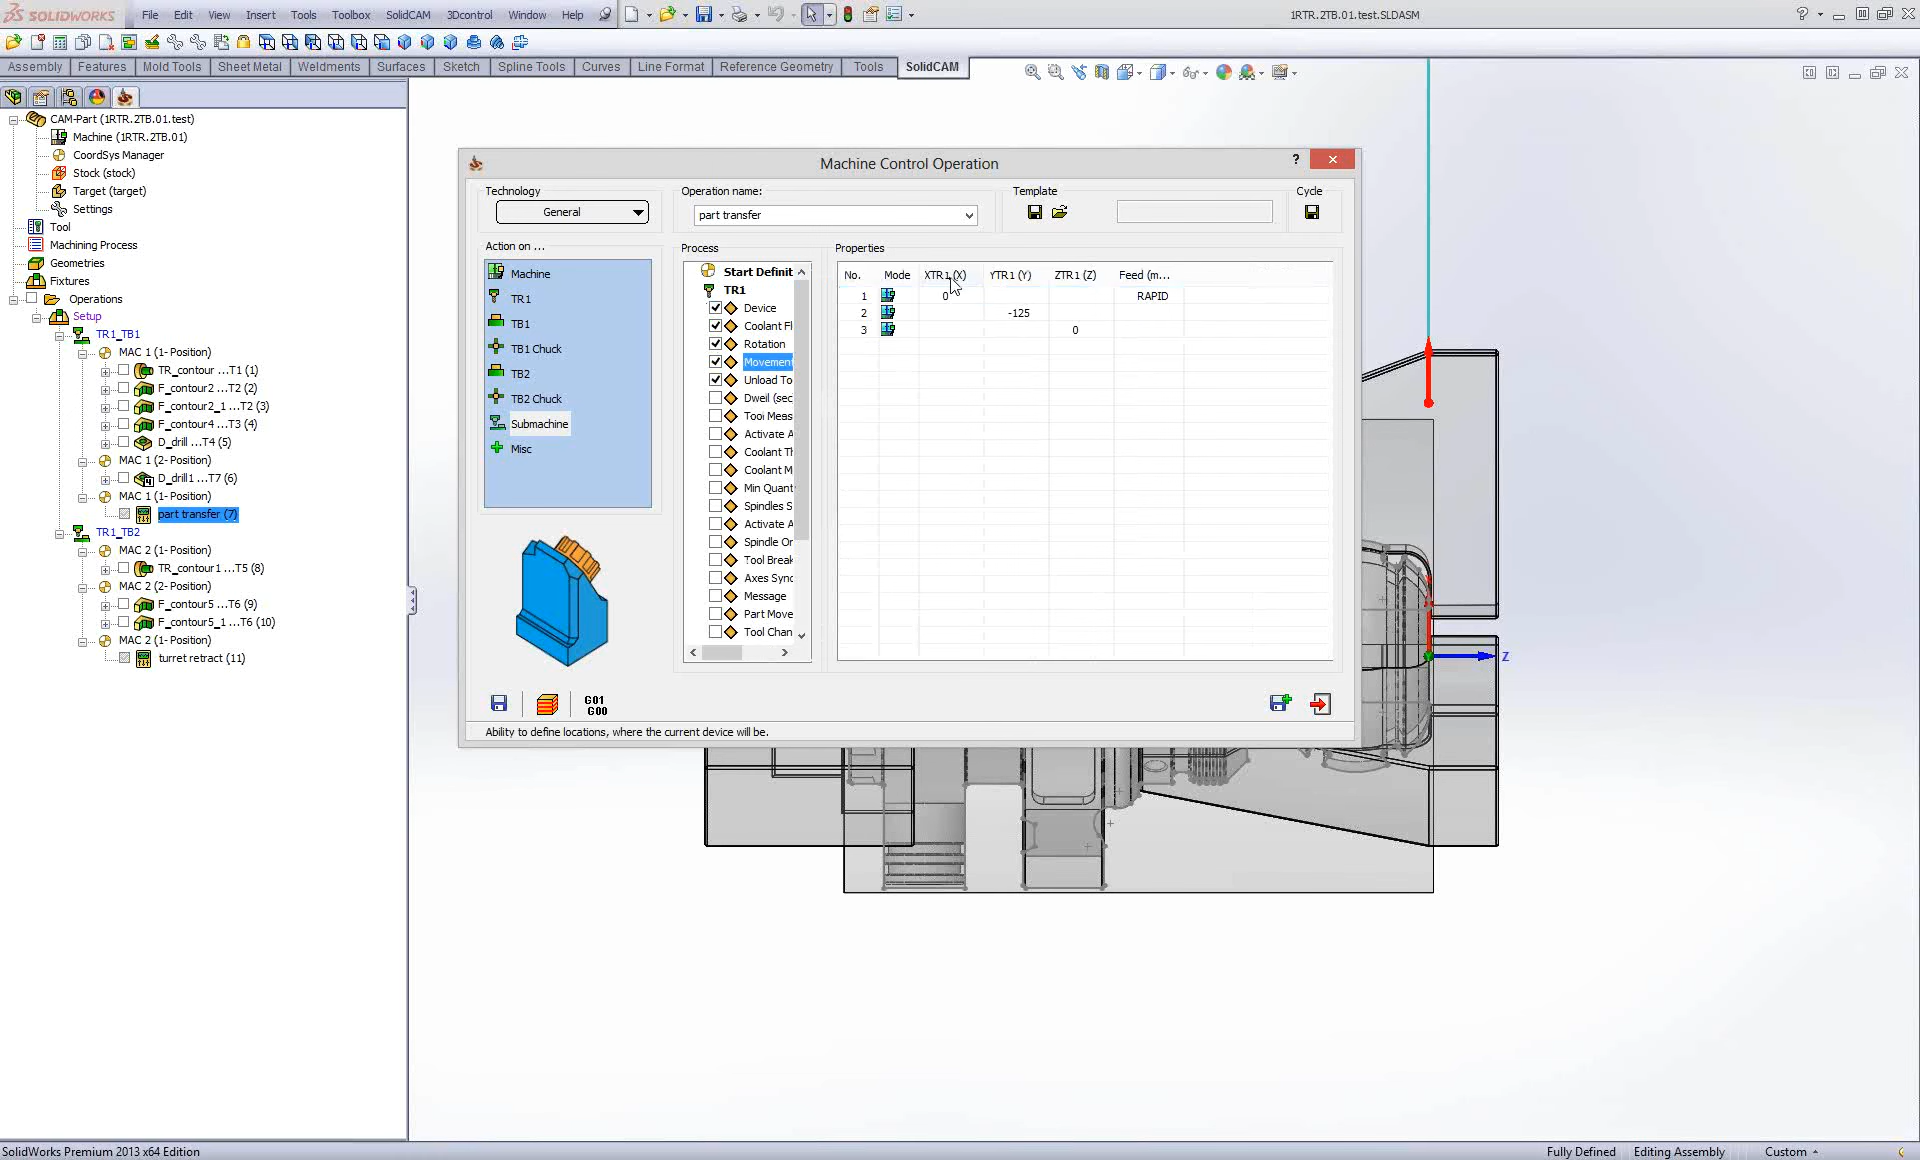 SOLIDWORKS File Edit View Insert Tools Toolbox SolidCAM 3Dcontrol Window Help 1RTR.2TB.01.test.SLDASM
Assembly Features Mold Tools Sheet Metal Weldments Surfaces Sketch Spline Tools Curves Line Format Reference Geometry Tools SolidCAM
CAM-Part (1RTR.2TB.01.test)
Machine (1RTR.2TB.01)
CoordSys Manager
Stock (stock)
Target (target)
Settings
Tool
Machining Process
Geometries
Fixtures
Operations
Setup
TR1_TB1
MAC 1 (1- Position)
TR_contour ...T1 (1)
F_contour2 ...T2 (2)
F_contour2_1 ...T2 (3)
F_contour4 ...T3 (4)
D_drill ...T4 (5)
MAC 1 (2- Position)
D_drill1 ...T7 (6)
MAC 1 (1- Position)
part transfer (7)
TR1_TB2
MAC 2 (1- Position)
TR_contour1 ...T5 (8)
MAC 2 (2- Position)
F_contour5 ...T6 (9)
F_contour5_1 ...T6 (10)
MAC 2 (1- Position)
turret retract (11)
Machine Control Operation
?
Technology
General
Operation name:
part transfer
Template
Cycle
Action on ...
Machine
TR1
TB1
TB1 Chuck
TB2
TB2 Chuck
Submachine
Misc
Process
Start Definit
TR1
Device
Coolant Fl
Rotation
Movement
Unload To
Dwell (sec
Tool Meas
Activate A
Coolant Th
Coolant M
Min Quant
Spindles S
Activate A
Spindle Or
Tool Break
Axes Sync
Message
Part Move
Tool Chan
Properties
No. Mode XTR1 (X) YTR1 (Y) ZTR1 (Z) Feed (m...
1 0 RAPID
2 -125
3 0
G01
G00
Ability to define locations, where the current device will be.
Z
SolidWorks Premium 2013 x64 Edition Fully Defined Editing Assembly Custom